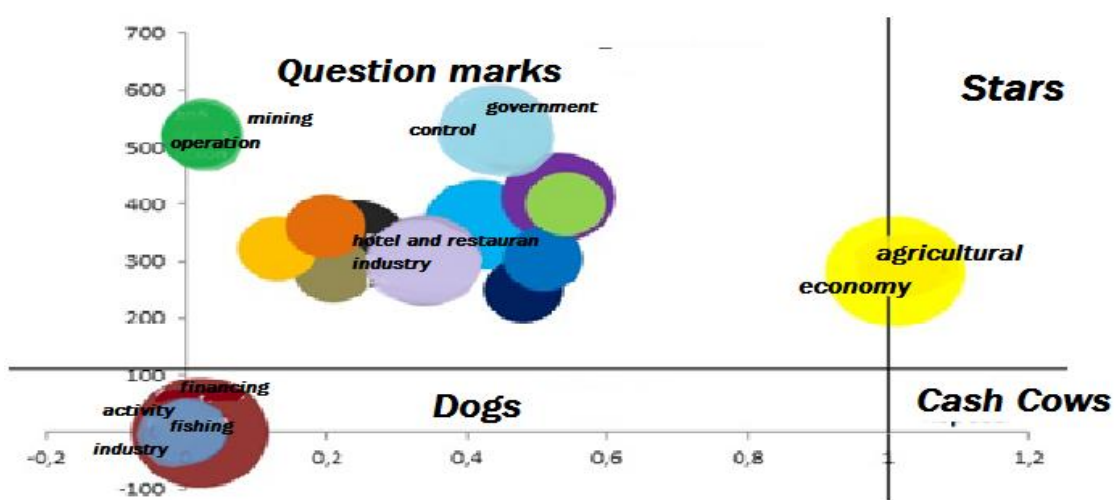 700
Question marks
600
Stars
government
mining
control
operation
500
400
hotel and restauran
industry
300
agricultural
economy
200
100
financing
activity
fishing
industry
Dogs
Cash Cows
-0,2
0,2
0,4
0,6
0,8
1
1,2
-100